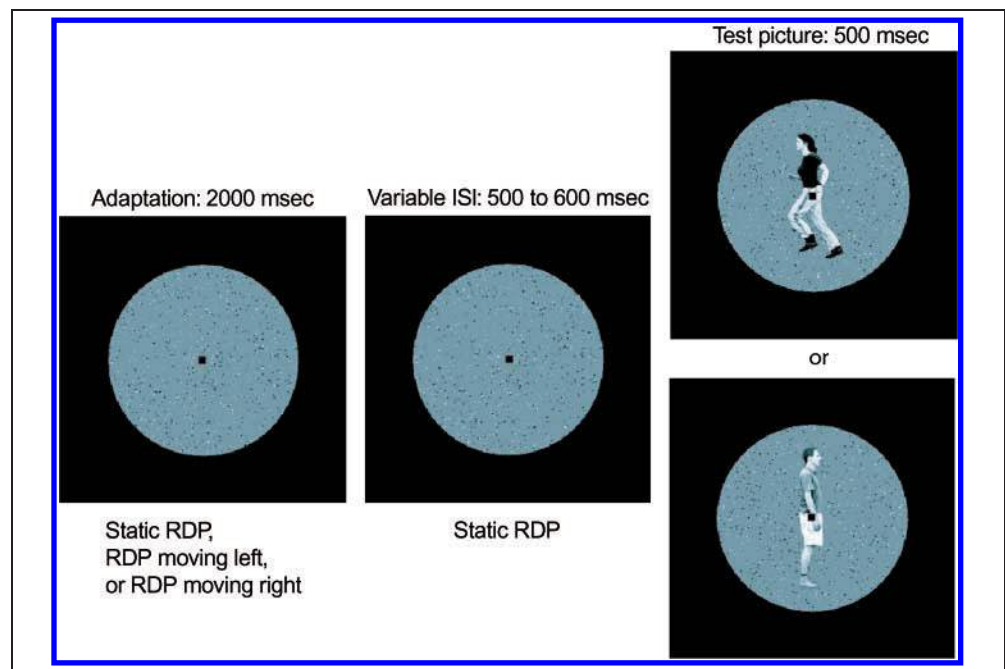 Adaptation: 2000 msec
Static RDP,
RDP moving left,
or RDP moving right
Variable ISI: 500 to 600 msec
Static RDP
Test picture: 500 msec
or